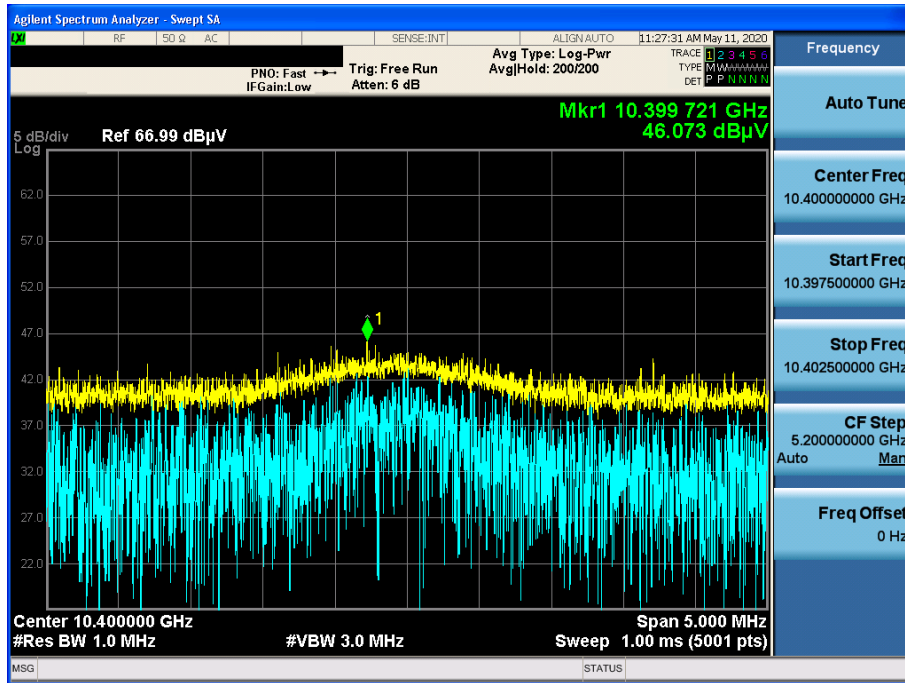 Agilent Spectrum Analyzer - Swept SA
LXI RF 50 Ω AC SENSE:INT ALIGN AUTO 11:27:31 AM May 11, 2020
Frequency
PNO: Fast Trig: Free Run Avg Type: Log-Pwr TRACE 1 2 3 4 5 6
IFGain:Low Atten: 6 dB Avg|Hold: 200/200 TYPE M W W W W W
DET P P N N N N
Auto Tune
Mkr1 10.399 721 GHz
46.073 dBµV
5 dB/div Ref 66.99 dBµV
Log
Center Freq
10.400000000 GHz
62.0
57.0
Start Freq
10.397500000 GHz
52.0
1
47.0
Stop Freq
10.402500000 GHz
42.0
37.0
CF Step
5.200000000 GHz
Auto Man
32.0
27.0
Freq Offset
0 Hz
22.0
Center 10.400000 GHz Span 5.000 MHz
#Res BW 1.0 MHz #VBW 3.0 MHz Sweep 1.00 ms (5001 pts)
MSG STATUS